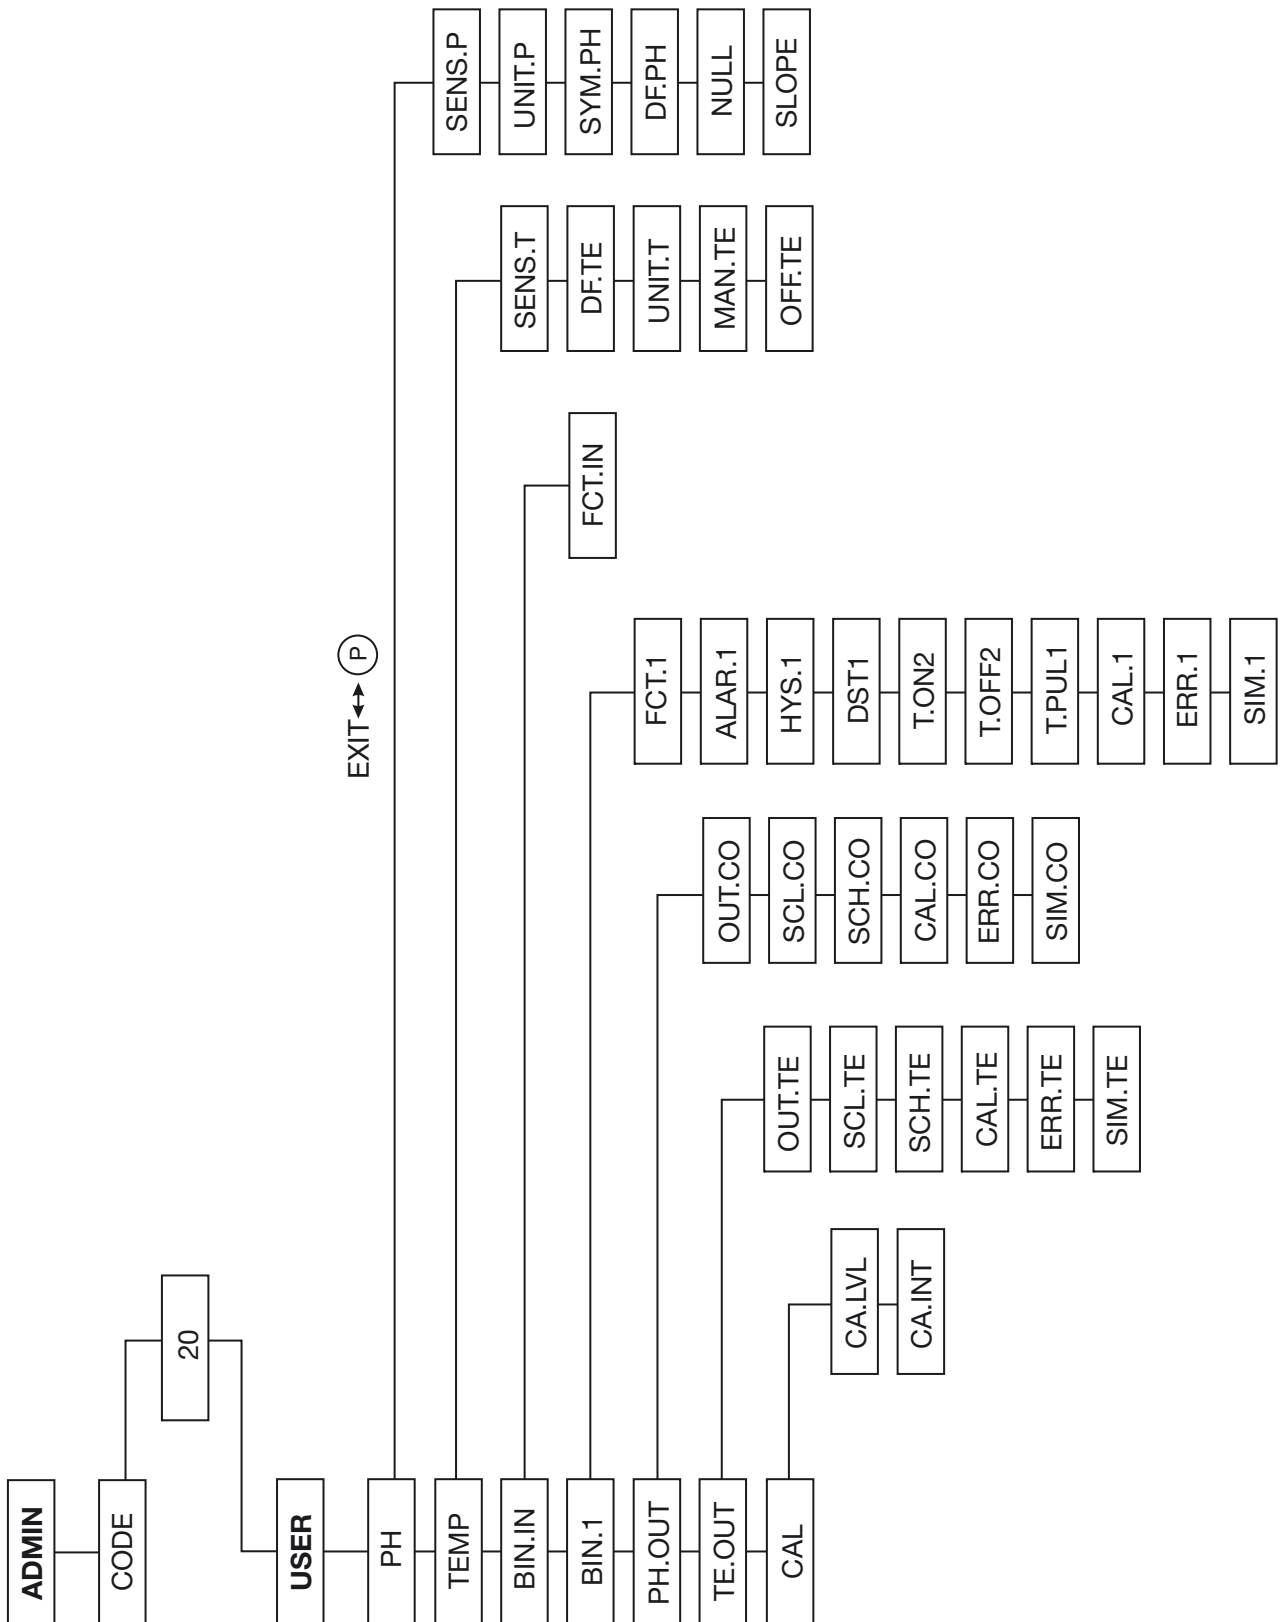 ADMIN
CODE
20
USER
EXIT P
PH
SENS.P
UNIT.P
SYM.PH
DF.PH
NULL
SLOPE
TEMP
SENS.T
DF.TE
UNIT.T
MAN.TE
OFF.TE
BIN.IN
FCT.IN
BIN.1
FCT.1
ALAR.1
HYS.1
DST1
T.ON2
T.OFF2
T.PUL1
CAL.1
ERR.1
SIM.1
PH.OUT
OUT.CO
SCL.CO
SCH.CO
CAL.CO
ERR.CO
SIM.CO
TE.OUT
OUT.TE
SCL.TE
SCH.TE
CAL.TE
ERR.TE
SIM.TE
CAL
CA.LVL
CA.INT